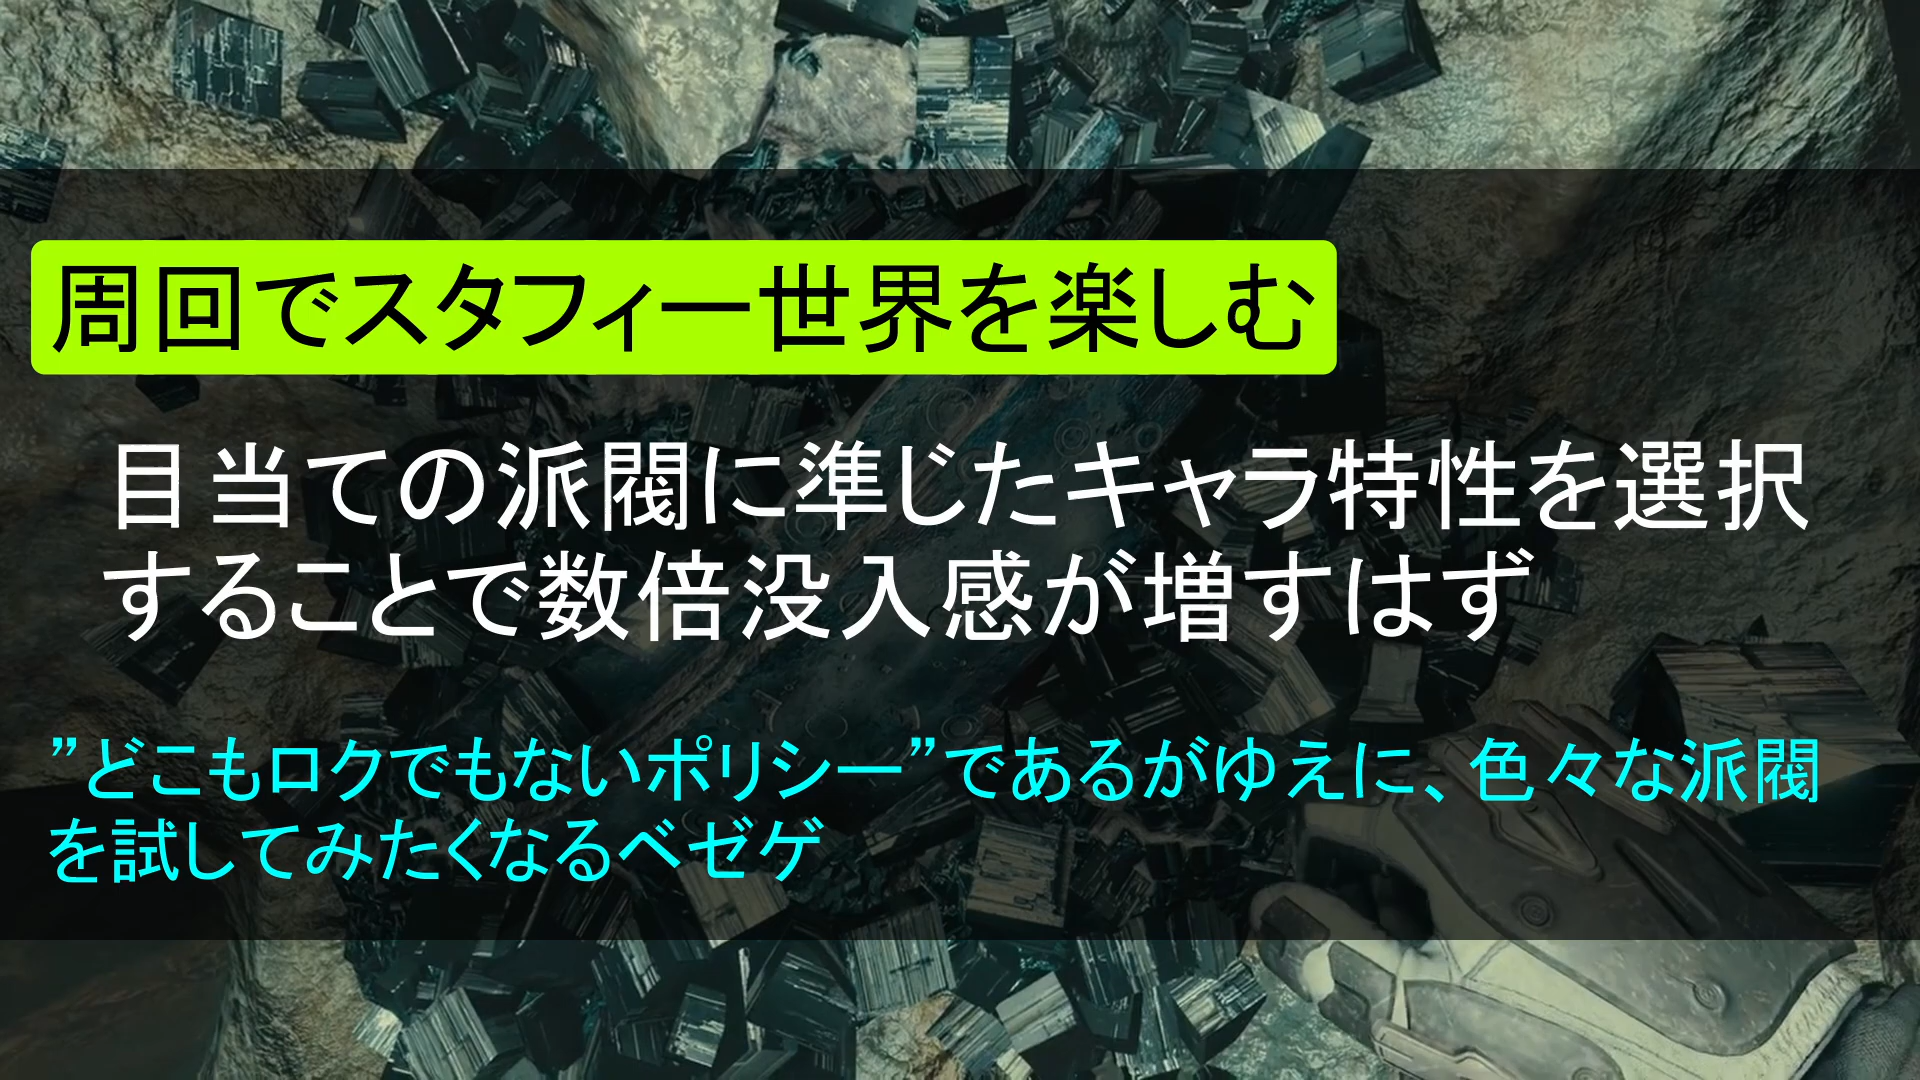 周回でスタフィー世界を楽しむ
目当ての派閥に準じたキャラ特性を選択
することで数倍没入感が増すはず
”どこもロクでもないポリシー”であるがゆえに、色々な派閥
を試してみたくなるベゼゲ